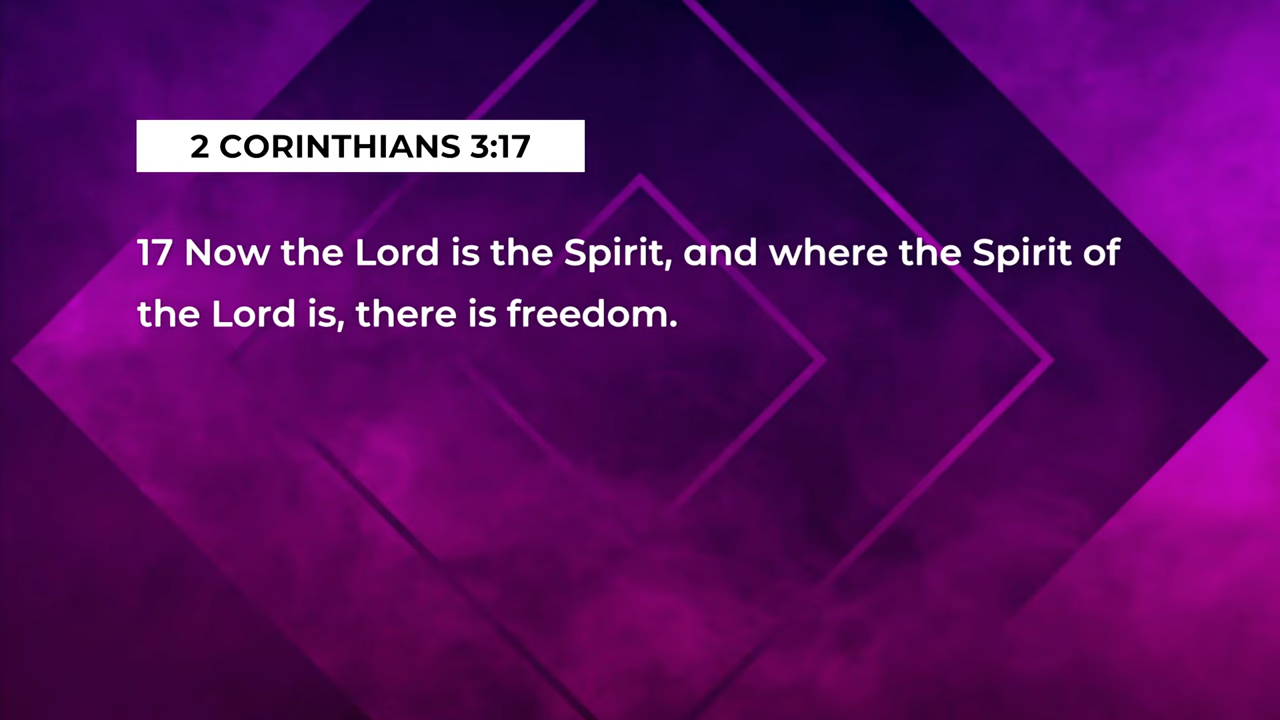 2 CORINTHIANS 3:17
17 Now the Lord is the Spirit, and where the Spirit of
the Lord is, there is freedom.